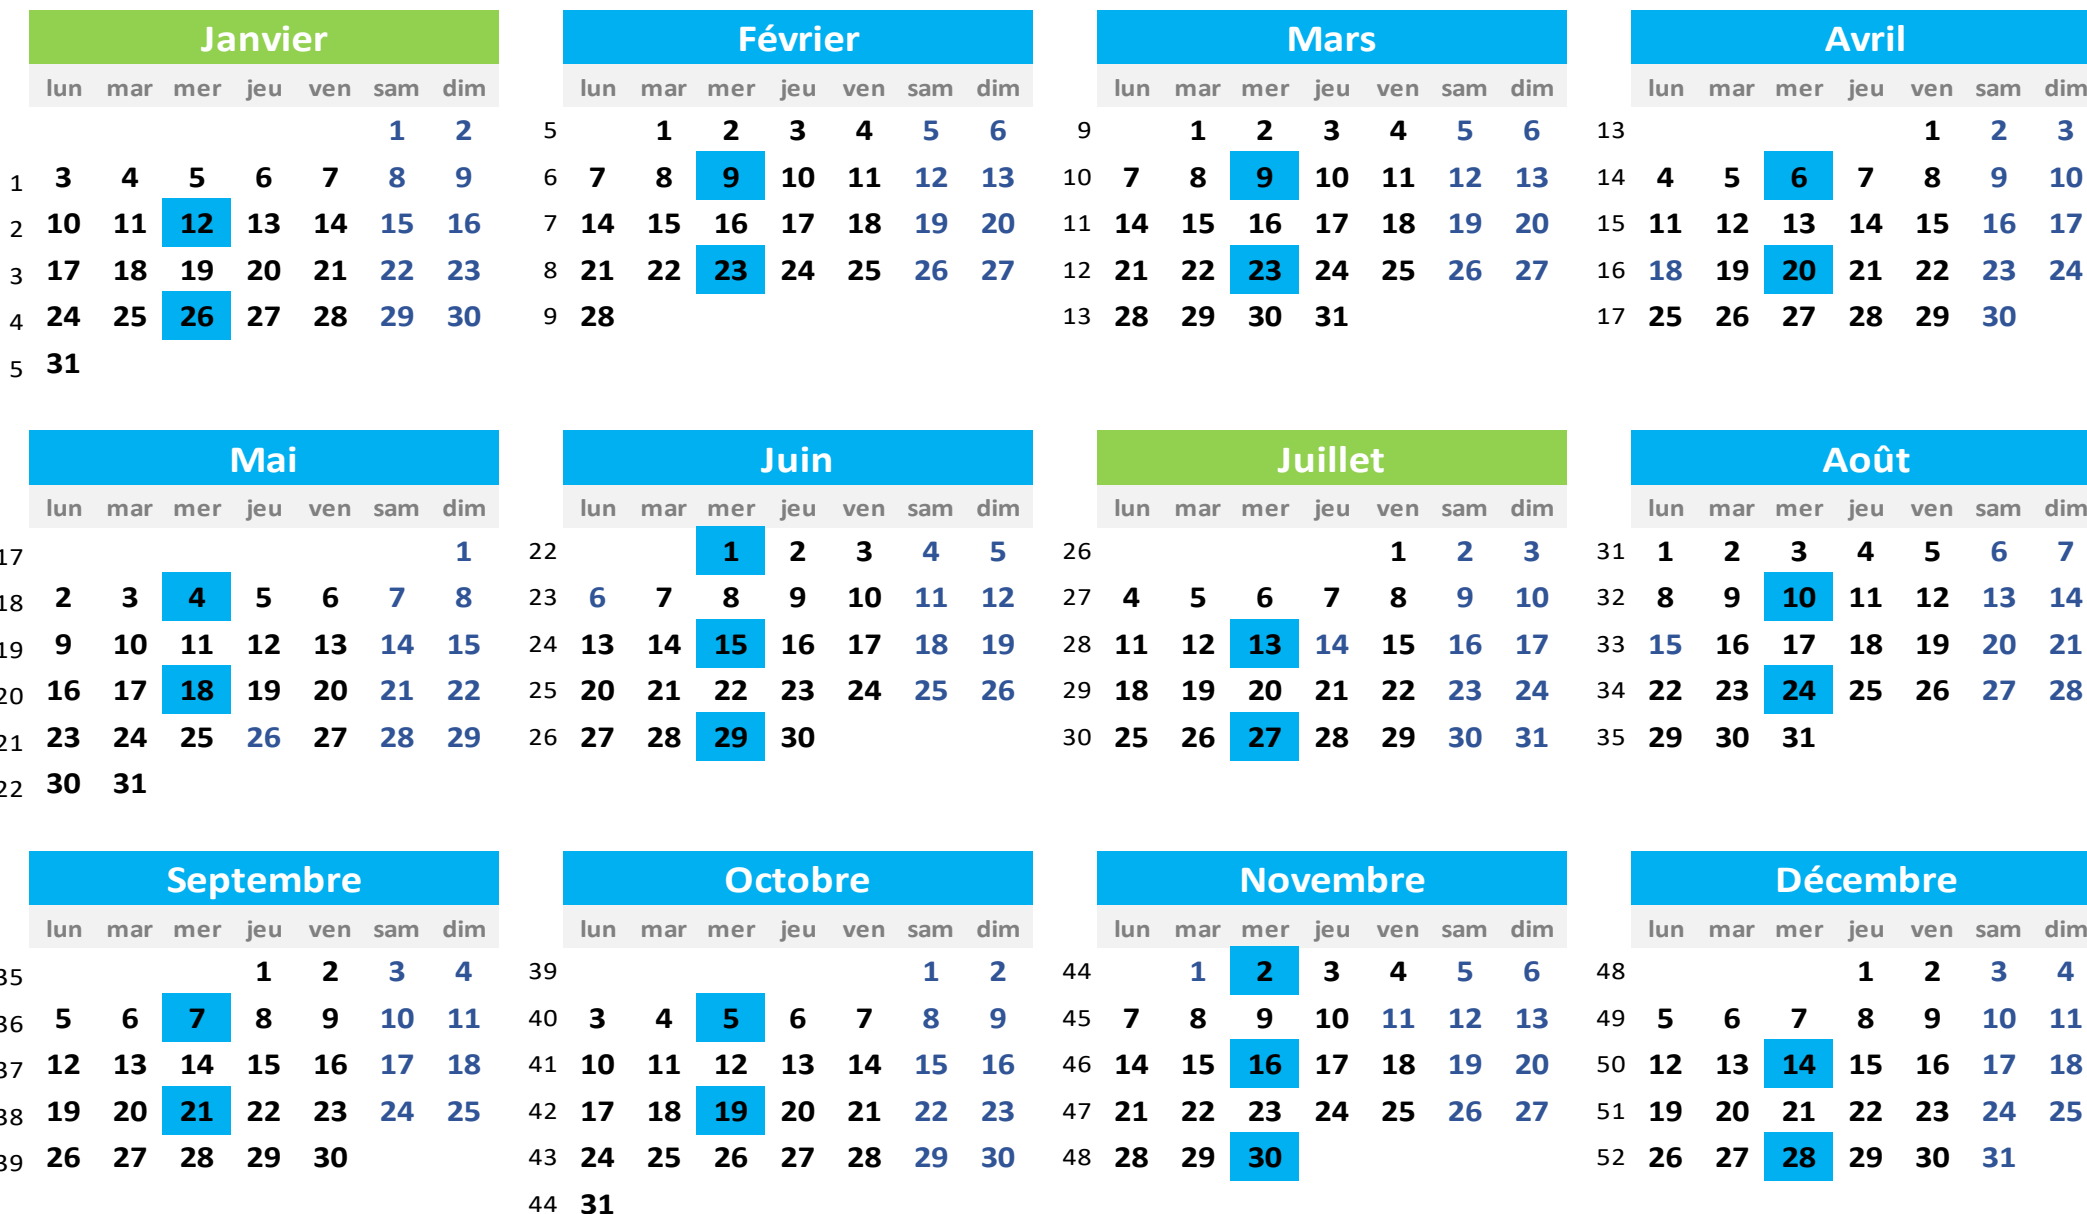 Janvier Février Mars Avril
lun mar mer jeu ven sam dim lun mar mer jeu ven sam dim lun mar mer jeu ven sam dim lun mar mer jeu ven sam dim
1 2 5 1 2 3 4 5 6 9 1 2 3 4 5 6 13 1 2 3
1 3 4 5 6 7 8 9 6 7 8 9 10 11 12 13 10 7 8 9 10 11 12 13 14 4 5 6 7 8 9 10
2 10 11 12 13 14 15 16 7 14 15 16 17 18 19 20 11 14 15 16 17 18 19 20 15 11 12 13 14 15 16 17
3 17 18 19 20 21 22 23 8 21 22 23 24 25 26 27 12 21 22 23 24 25 26 27 16 18 19 20 21 22 23 24
4 24 25 26 27 28 29 30 9 28 13 28 29 30 31 17 25 26 27 28 29 30
5 31
Mai Juin Juillet Août
lun mar mer jeu ven sam dim lun mar mer jeu ven sam dim lun mar mer jeu ven sam dim lun mar mer jeu ven sam dim
17 1 22 1 2 3 4 5 26 1 2 3 31 1 2 3 4 5 6 7
18 2 3 4 5 6 7 8 23 6 7 8 9 10 11 12 27 4 5 6 7 8 9 10 32 8 9 10 11 12 13 14
19 9 10 11 12 13 14 15 24 13 14 15 16 17 18 19 28 11 12 13 14 15 16 17 33 15 16 17 18 19 20 21
20 16 17 18 19 20 21 22 25 20 21 22 23 24 25 26 29 18 19 20 21 22 23 24 34 22 23 24 25 26 27 28
21 23 24 25 26 27 28 29 26 27 28 29 30 30 25 26 27 28 29 30 31 35 29 30 31
22 30 31
Septembre Octobre Novembre Décembre
lun mar mer jeu ven sam dim lun mar mer jeu ven sam dim lun mar mer jeu ven sam dim lun mar mer jeu ven sam dim
35 1 2 3 4 39 1 2 44 1 2 3 4 5 6 48 1 2 3 4
36 5 6 7 8 9 10 11 40 3 4 5 6 7 8 9 45 7 8 9 10 11 12 13 49 5 6 7 8 9 10 11
37 12 13 14 15 16 17 18 41 10 11 12 13 14 15 16 46 14 15 16 17 18 19 20 50 12 13 14 15 16 17 18
38 19 20 21 22 23 24 25 42 17 18 19 20 21 22 23 47 21 22 23 24 25 26 27 51 19 20 21 22 23 24 25
39 26 27 28 29 30 43 24 25 26 27 28 29 30 48 28 29 30 52 26 27 28 29 30 31
44 31